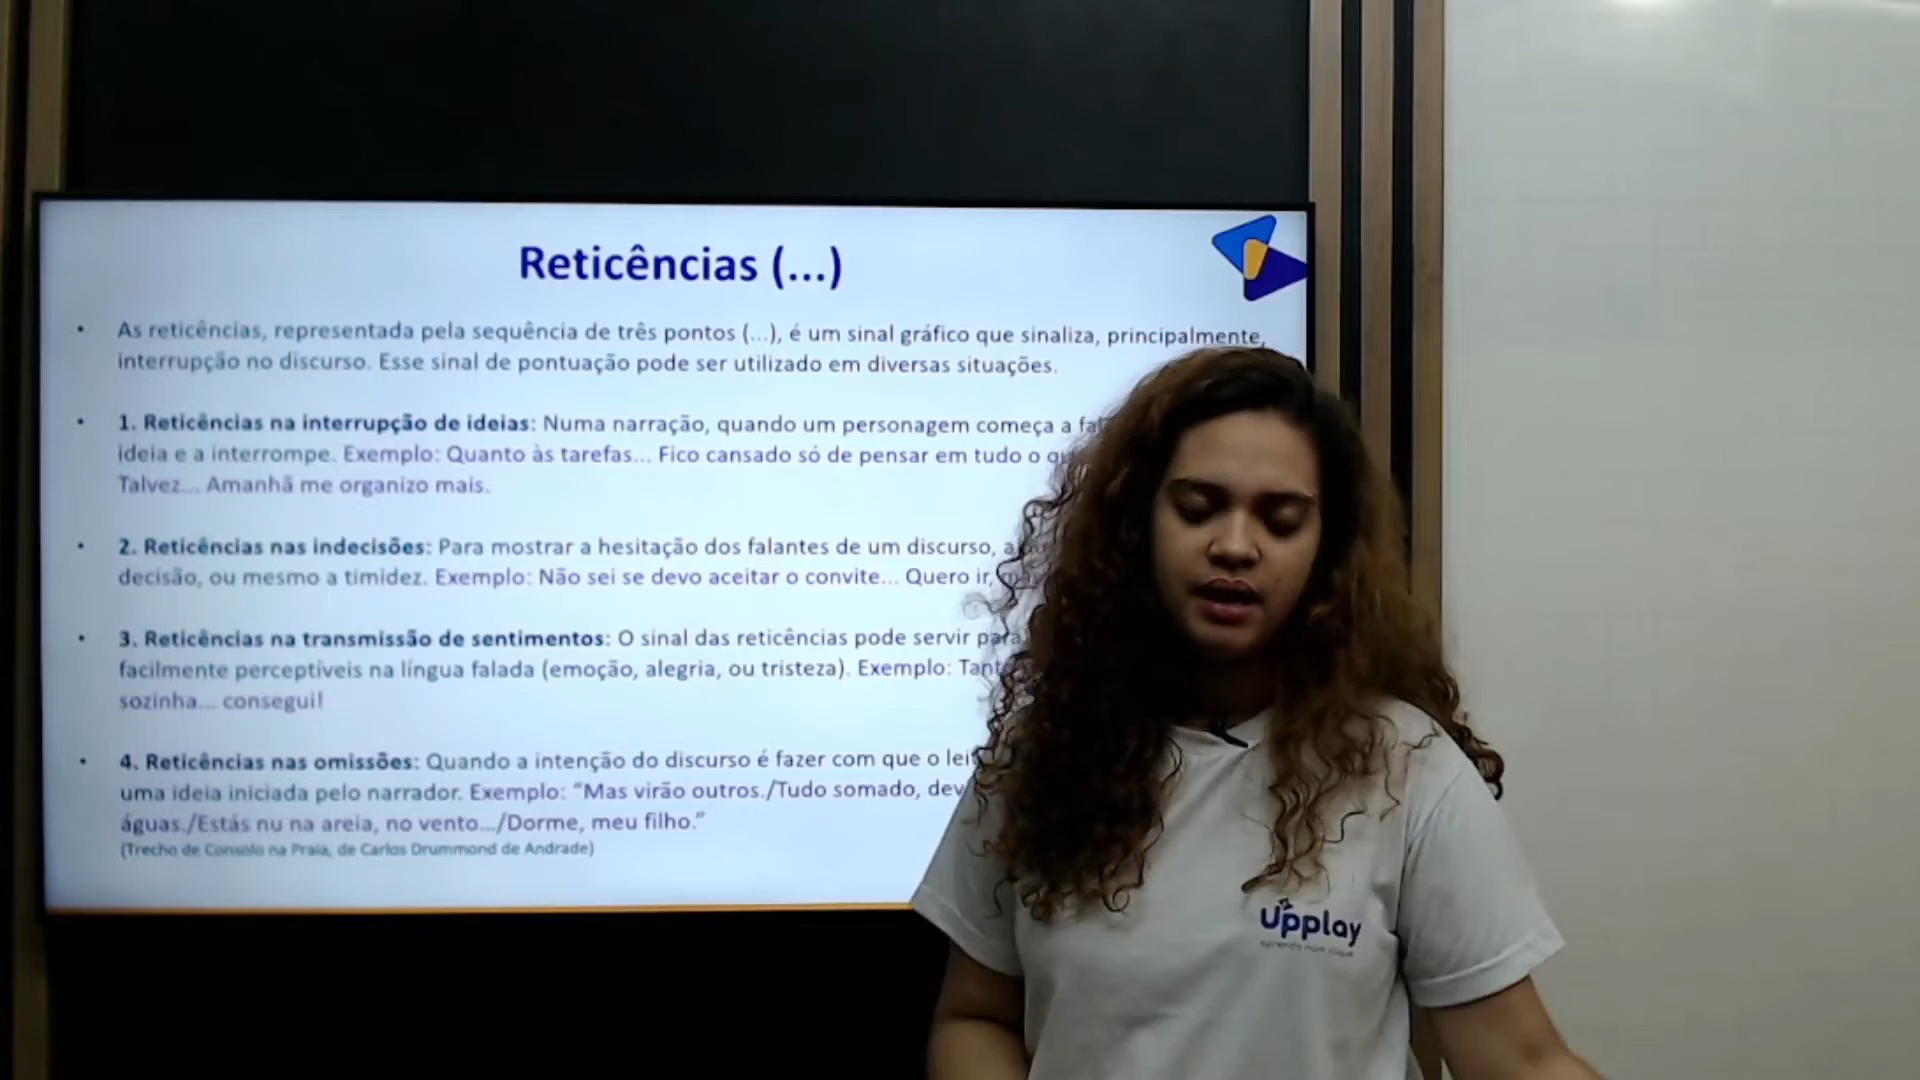 Reticências (...)
• As reticências, representada pela sequência de três pontos (...), é um sinal gráfico que sinaliza, principalmente,
interrupção no discurso. Esse sinal de pontuação pode ser utilizado em diversas situações.
• 1. Reticências na interrupção de ideias: Numa narração, quando um personagem começa a
ideia e a interrompe. Exemplo: Quanto às tarefas... Fico cansado só de pensar em tudo o
Talvez... Amanhã me organizo mais.
• 2. Reticências nas indecisões: Para mostrar a hesitação dos falantes de um discurso,
decisão, ou mesmo a timidez. Exemplo: Não sei se devo aceitar o convite... Quero ir,
• 3. Reticências na transmissão de sentimentos: O sinal das reticências pode servir para
facilmente perceptíveis na língua falada (emoção, alegria, ou tristeza). Exemplo:
sozinha... consegui!
• 4. Reticências nas omissões: Quando a intenção do discurso é fazer com que o
uma ideia iniciada pelo narrador. Exemplo: “Mas virão outros./Tudo somado,
águas./Estás nu na areia, no vento.../Dorme, meu filho.”
(Trecho de Consolo na Praia, de Carlos Drummond de Andrade)
Upplay